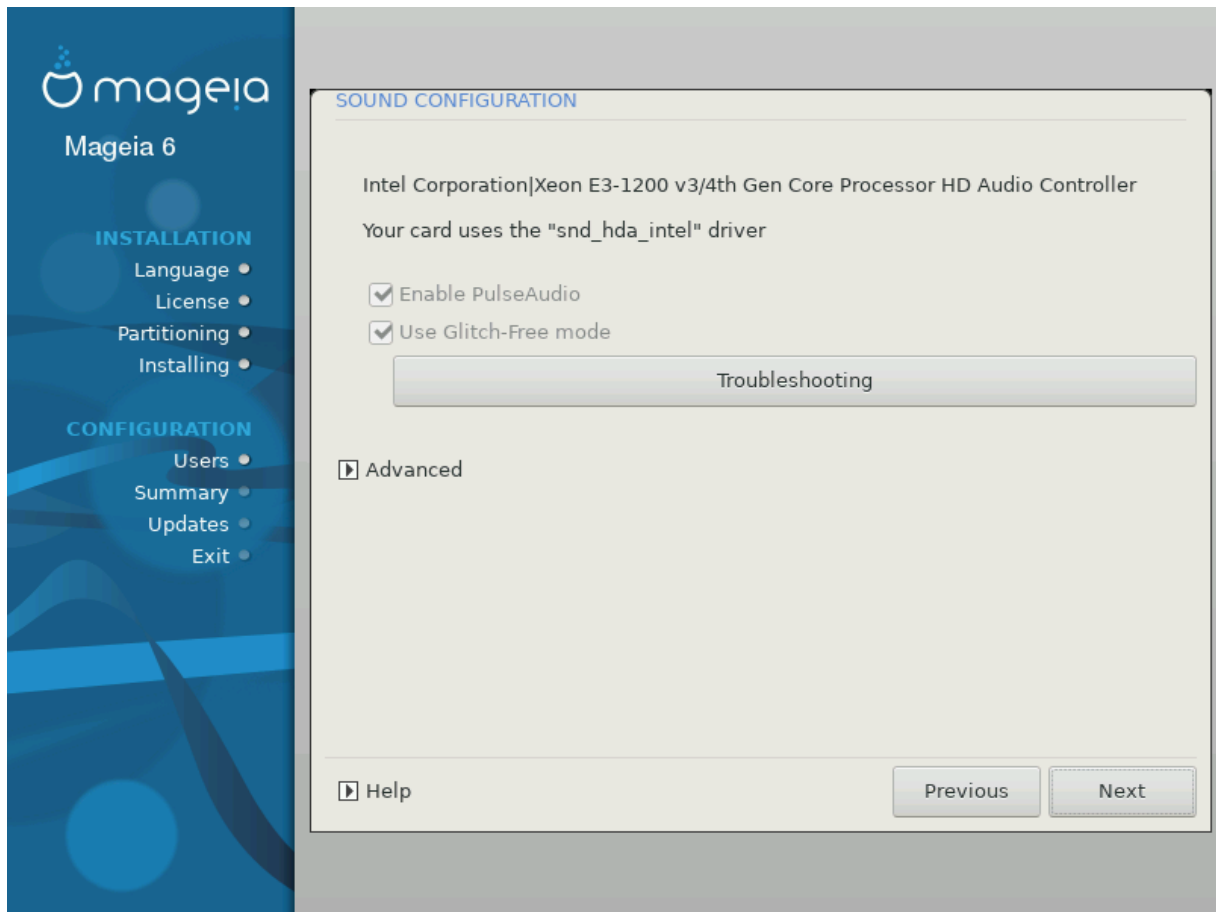 mageia
Mageia 6
INSTALLATION
Language
License
Partitioning
Installing
CONFIGURATION
Users
Summary
Updates
Exit
SOUND CONFIGURATION
Intel Corporation|Xeon E3-1200 v3/4th Gen Core Processor HD Audio Controller
Your card uses the "snd_hda_intel" driver
Enable PulseAudio
Use Glitch-Free mode
Troubleshooting
Advanced
Help
Previous
Next